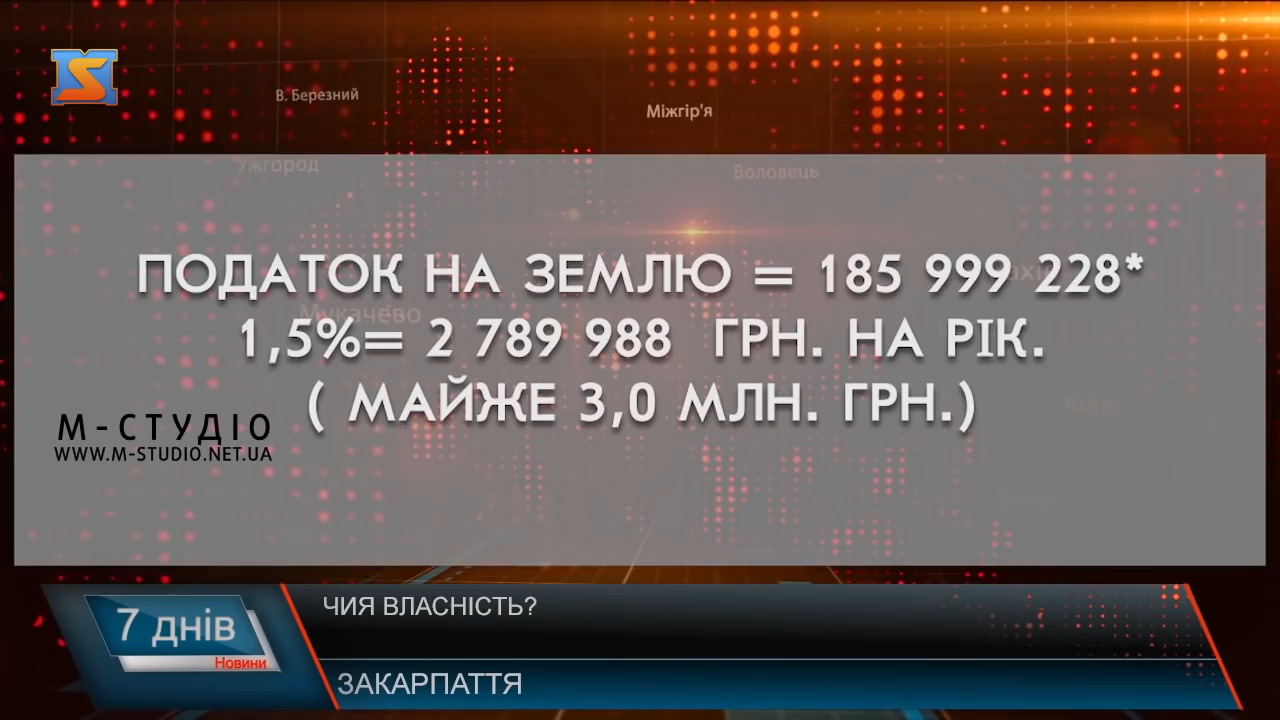 В. Березний
Міжгір'я
Ужгород
Воловець
ПОДАТОК НА ЗЕМЛЮ = 185 999 228*
Мукачево
1,5%= 2 789 988 ГРН. НА РІК.
( МАЙЖЕ 3,0 МЛН. ГРН.)
М-СТУДІО
WWW.M-STUDIO.NET.UA
7 днів
Новини
ЧИЯ ВЛАСНІСТЬ?
ЗАКАРПАТТЯ